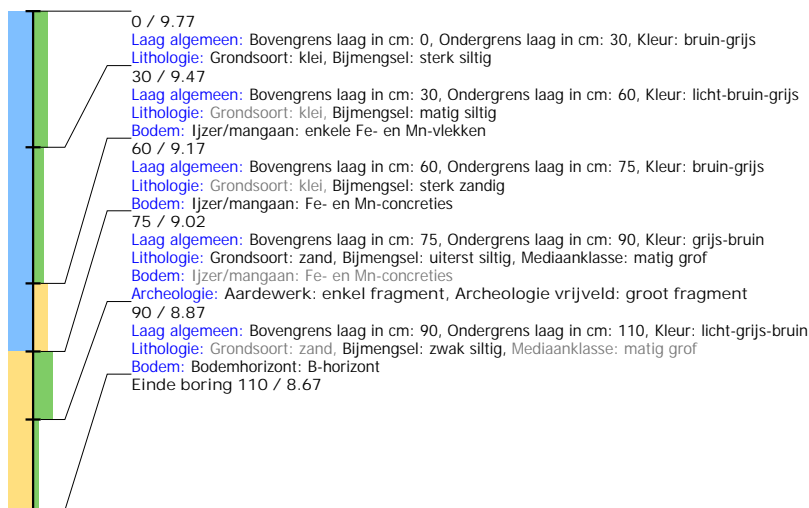 0 / 9.77
Laag algemeen: Bovengrens laag in cm: 0, Ondergrens laag in cm: 30, Kleur: bruin-grijs
Lithologie: Grondsoort: klei, Bijmengsel: sterk siltig
30 / 9.47
Laag algemeen: Bovengrens laag in cm: 30, Ondergrens laag in cm: 60, Kleur: licht-bruin-grijs
Lithologie: Grondsoort: klei, Bijmengsel: matig siltig
Bodem: Ijzer/mangaan: enkele Fe- en Mn-vlekken
60 / 9.17
Laag algemeen: Bovengrens laag in cm: 60, Ondergrens laag in cm: 75, Kleur: bruin-grijs
Lithologie: Grondsoort: klei, Bijmengsel: sterk zandig
Bodem: Ijzer/mangaan: Fe- en Mn-concreties
75 / 9.02
Laag algemeen: Bovengrens laag in cm: 75, Ondergrens laag in cm: 90, Kleur: grijs-bruin
Lithologie: Grondsoort: zand, Bijmengsel: uiterst siltig, Mediaanklasse: matig grof
Bodem: Ijzer/mangaan: Fe- en Mn-concreties
Archeologie: Aardewerk: enkel fragment, Archeologie vrijveld: groot fragment
90 / 8.87
Laag algemeen: Bovengrens laag in cm: 90, Ondergrens laag in cm: 110, Kleur: licht-grijs-bruin
Lithologie: Grondsoort: zand, Bijmengsel: zwak siltig, Mediaanklasse: matig grof
Bodem: Bodemhorizont: B-horizont
Einde boring 110 / 8.67